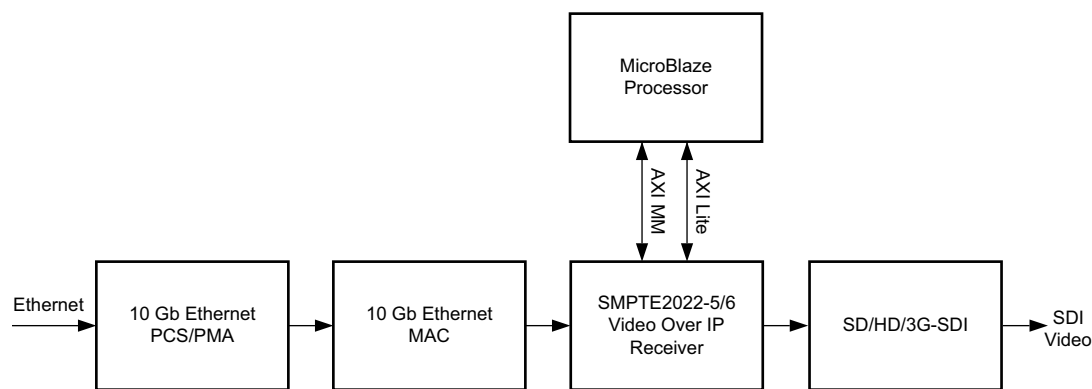 MicroBlaze
Processor
AXI MM
AXI Lite
Ethernet
10 Gb Ethernet
PCS/PMA
10 Gb Ethernet
MAC
SMPTE2022-5/6
Video Over IP
Receiver
SD/HD/3G-SDI
SDI
Video